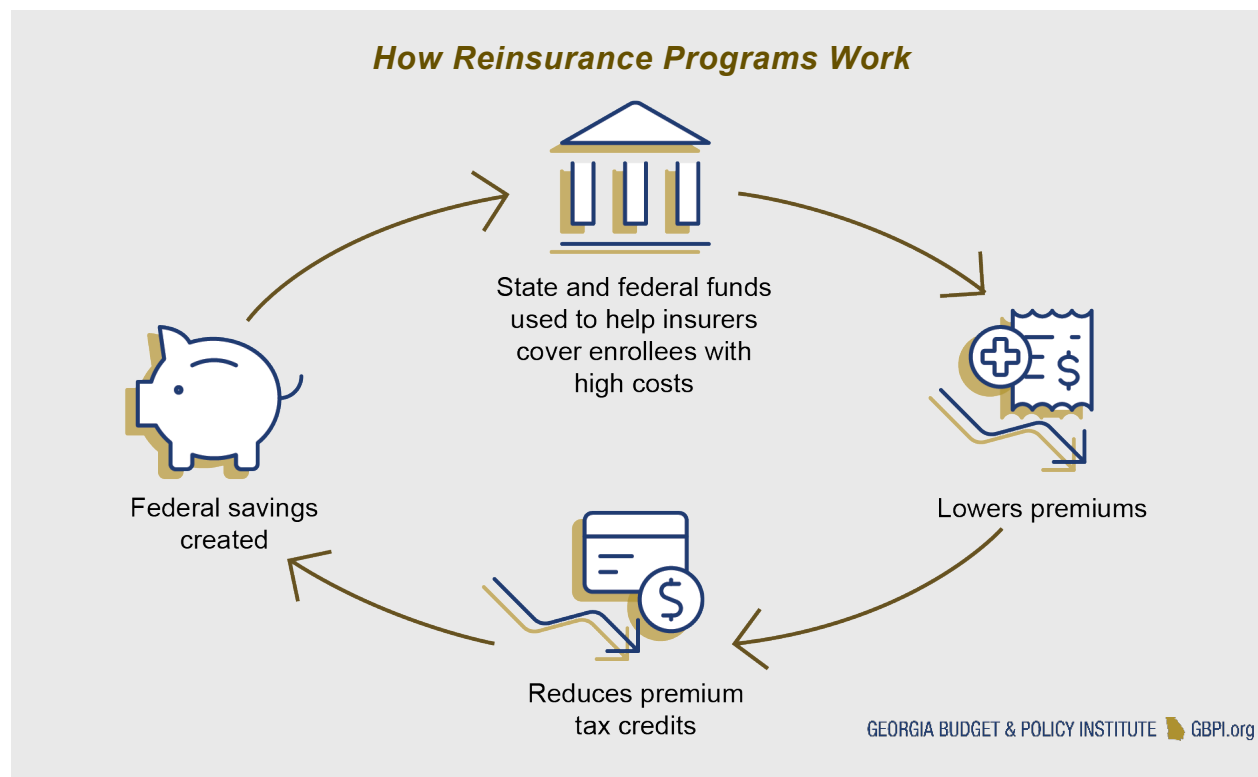 How Reinsurance Programs Work
State and federal funds
used to help insurers
cover enrollees with
high costs
$
Lowers premiums
$
Reduces premium
tax credits
Federal savings
created
GEORGIA BUDGET & POLICY INSTITUTE GBPI.org